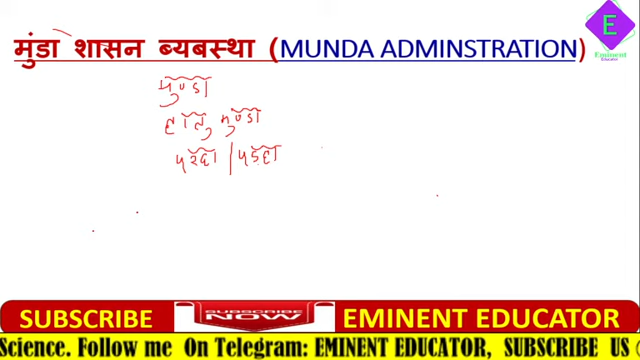 Eminent
Educator
मुंडा शासन ब्यबस्था (MUNDA ADMINSTRATION)
मुण्डा
हातु मुण्डा
परहा | पड़हा
SUBSCRIBE
SUBSCRIBE
NOW
EMINENT EDUCATOR
Science. Follow me On Telegram: EMINENT EDUCATOR, SUBSCRIBE US